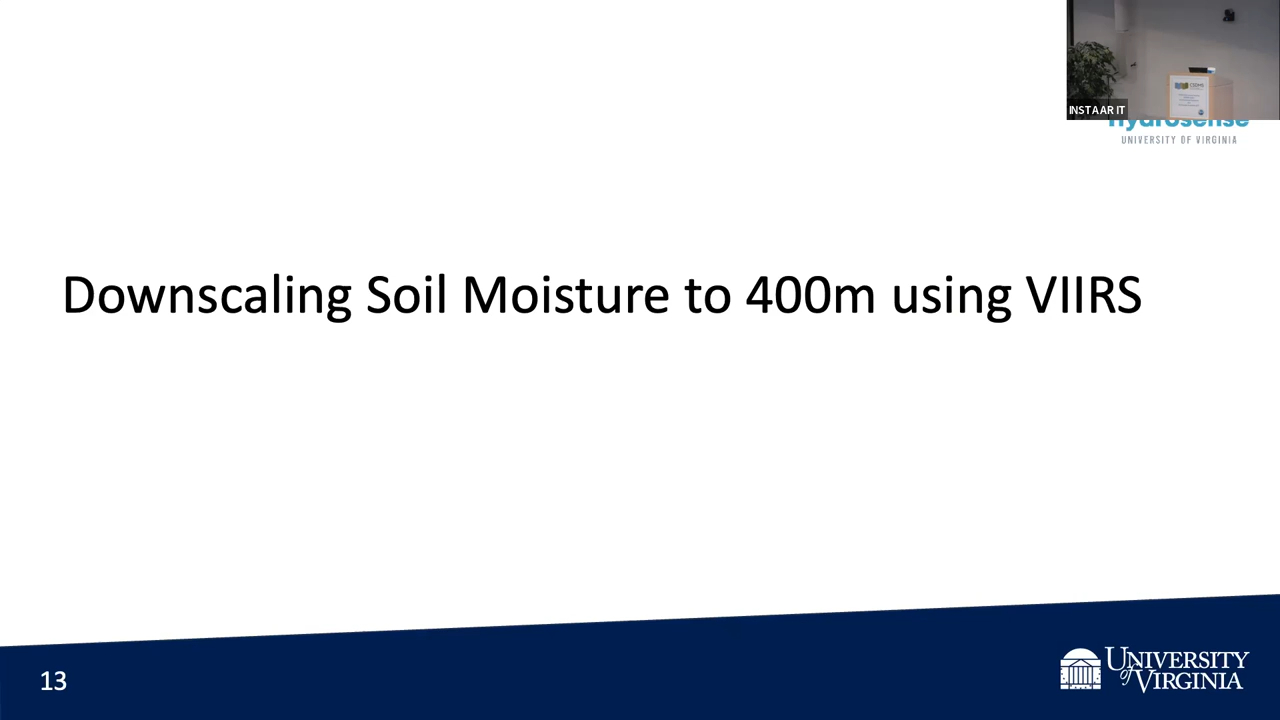 INSTAAR IT
Hydrosense
UNIVERSITY OF VIRGINIA
Downscaling Soil Moisture to 400m using VIIRS
13
UNIVERSITY
of VIRGINIA